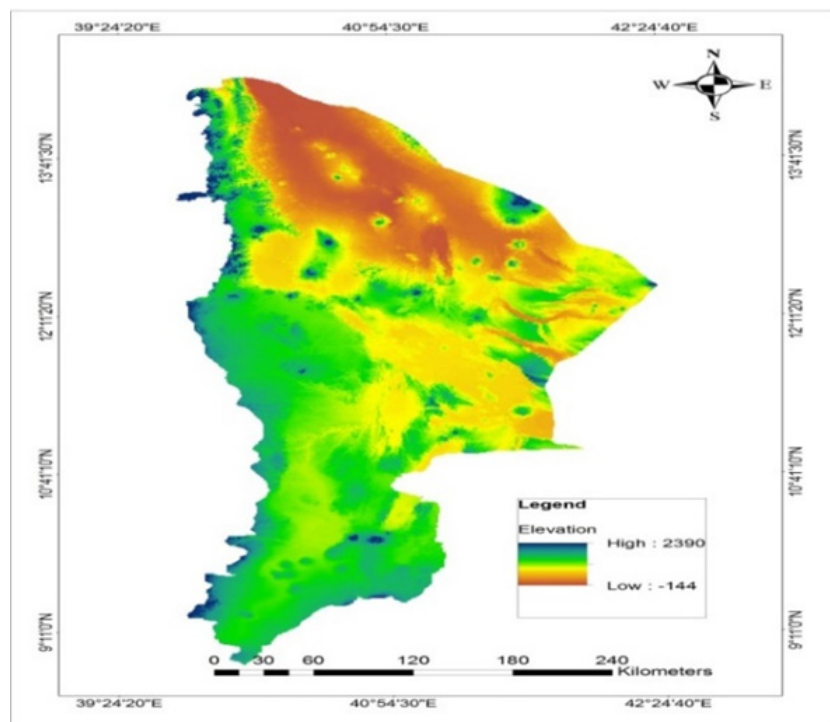 39°24'20"E 40°54'30"E 42°24'40"E
N
W E
S
13°41'30"N 13°41'30"N
12°11'20"N 12°11'20"N
10°41'10"N 10°41'10"N
Legend
Elevation
High : 2390
Low : -144
9°11'0"N 9°11'0"N
0 15 30 60 120 180 240
Kilometers
39°24'20"E 40°54'30"E 42°24'40"E